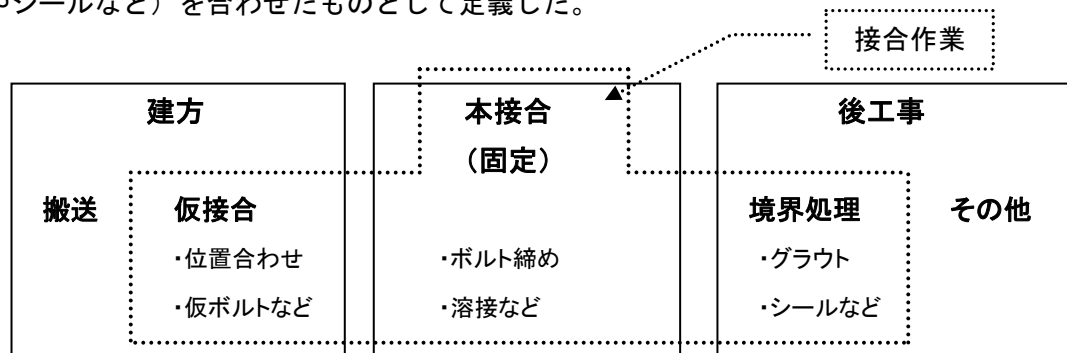 やシールなど）を合わせたものとして定義した。
接合作業
建方
本接合
後工事
（固定）
搬送
仮接合
境界処理
その他
・位置合わせ
・ボルト締め
・グラウト
・仮ボルトなど
・溶接など
・シールなど